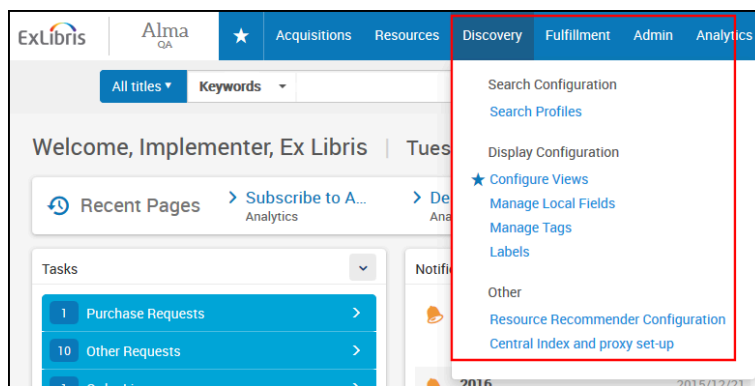 ExLibris Alma QA Acquisitions Resources Discovery Fulfillment Admin Analytics
All titles Keywords
Search Configuration
Search Profiles
Welcome, Implementer, Ex Libris Tues
Display Configuration
Configure Views
Manage Local Fields
Manage Tags
Labels
Recent Pages
Subscribe to A...
Analytics
De
Ana
Other
Resource Recommender Configuration
Central Index and proxy set-up
Tasks
1 Purchase Requests
10 Other Requests
Notifi
2016 2015/12/21